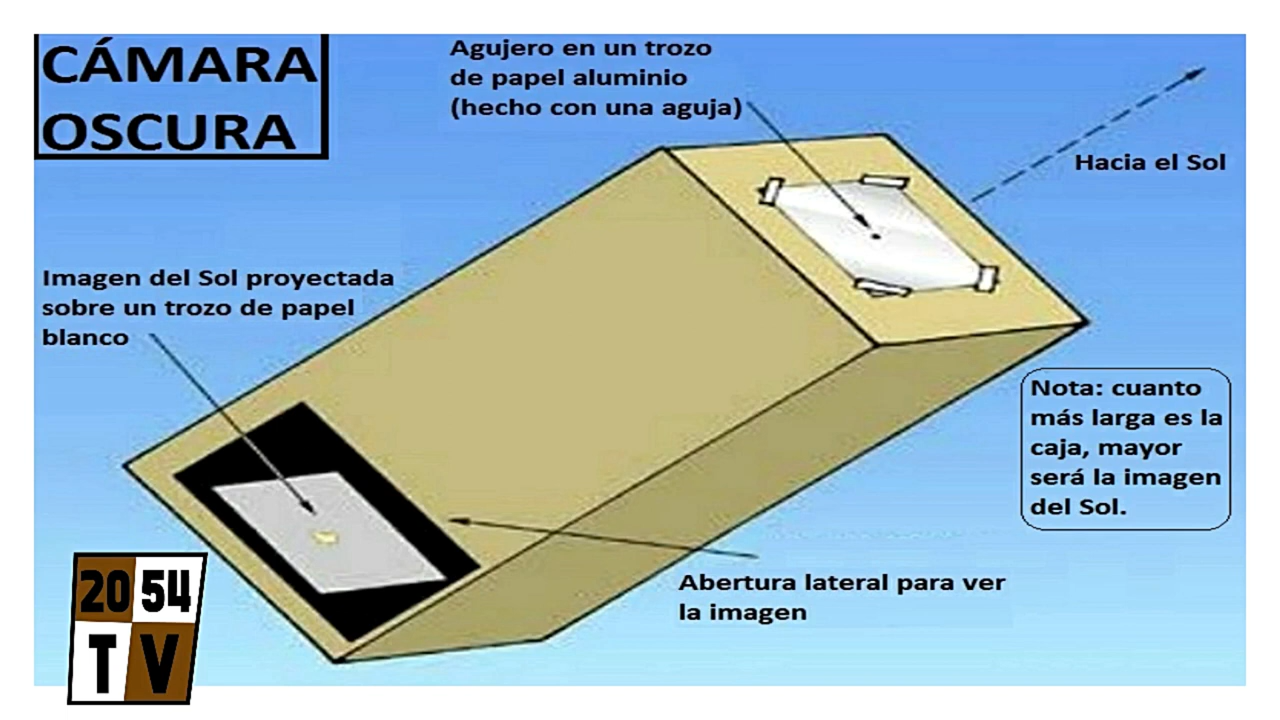 CÁMARA
OSCURA
Agujero en un trozo
de papel aluminio
(hecho con una aguja)
Hacia el Sol
Imagen del Sol proyectada
sobre un trozo de papel
blanco
Nota: cuanto
más larga es la
caja, mayor
será la imagen
del Sol.
Abertura lateral para ver
la imagen
20 54
TV